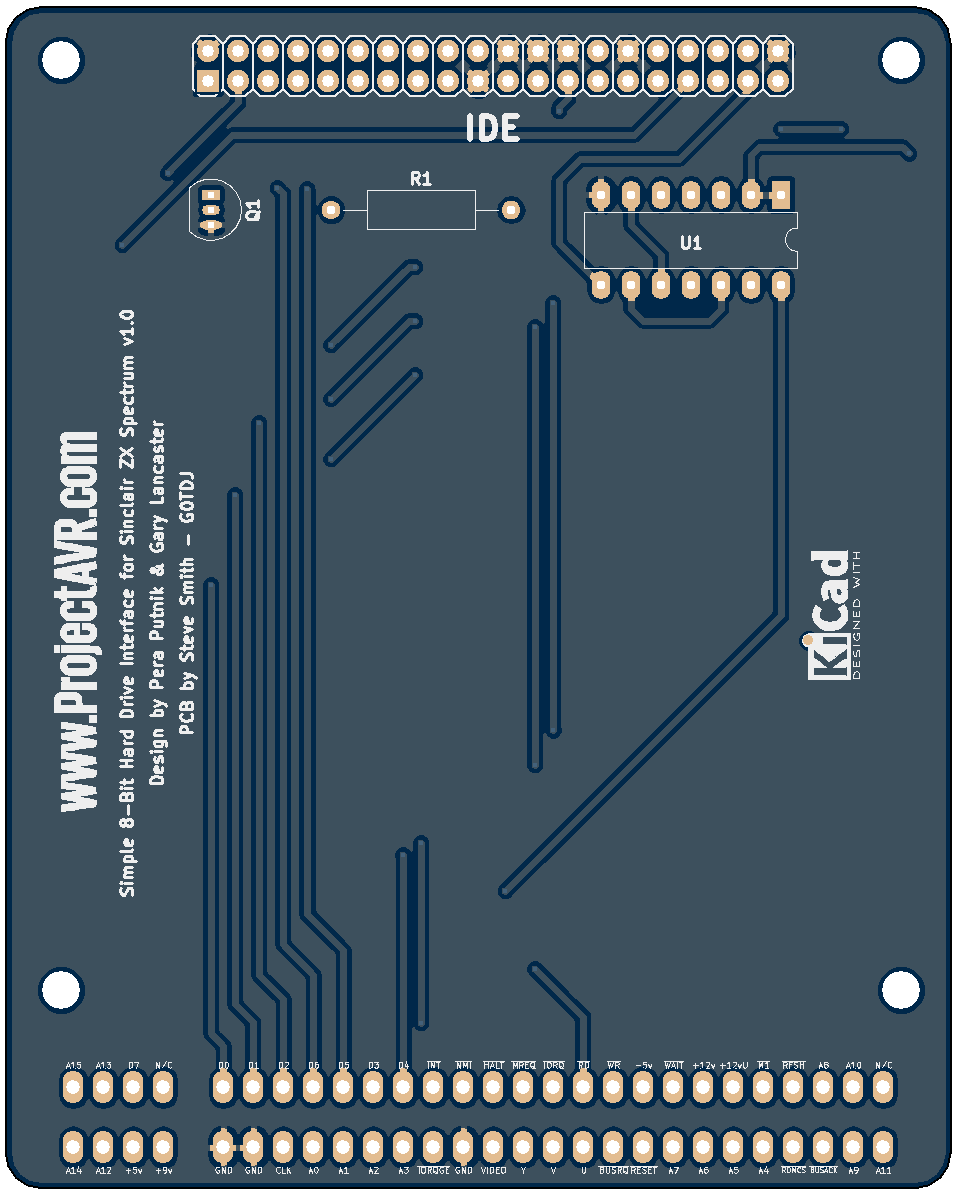 IDE
R1
Q1
U1
www.ProjectAVR.com
Simple 8-Bit Hard Drive Interface for Sinclair ZX Spectrum v1.0
Design by Pera Putnik & Gary Lancaster
PCB by Steve Smith - G0TDJ
KiCad
DESIGNED WITH
A15 A13 D7 N/C D0 D1 D2 D6 D5 D3 D4 INT NMI HALT MREQ IORQ RD WR -5v WAIT +12v +12vU M1 RFSH A8 A10 N/C
A14 A12 +5v +9v GND GND CLK A0 A1 A2 A3 IORQGE GND VIDEO Y V U BUSRQ RESET A7 A6 A5 A4 ROMCS BUSACK A9 A11